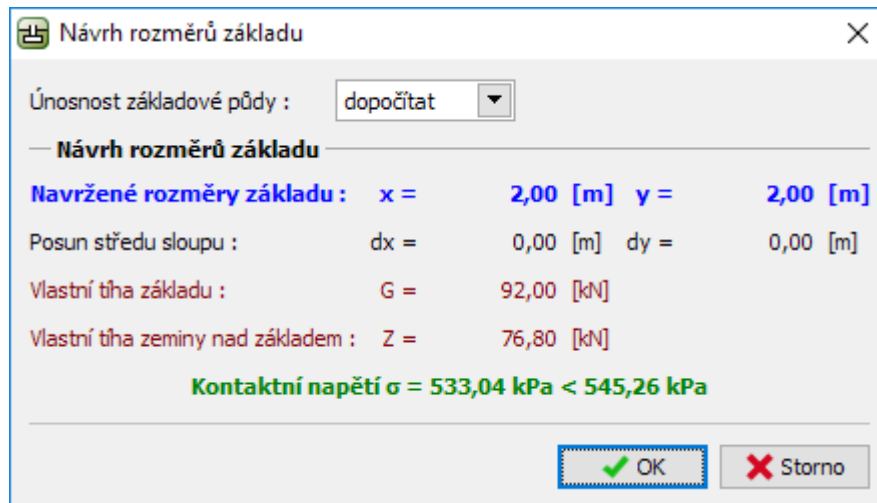 Návrh rozměrů základu
Únosnost základové půdy : dopočítat
Návrh rozměrů základu
Navržené rozměry základu : x = 2,00 [m] y = 2,00 [m]
Posun středu sloupu : dx = 0,00 [m] dy = 0,00 [m]
Vlastní tíha základu : G = 92,00 [kN]
Vlastní tíha zeminy nad základem : Z = 76,80 [kN]
Kontaktní napětí σ = 533,04 kPa < 545,26 kPa
OK Storno